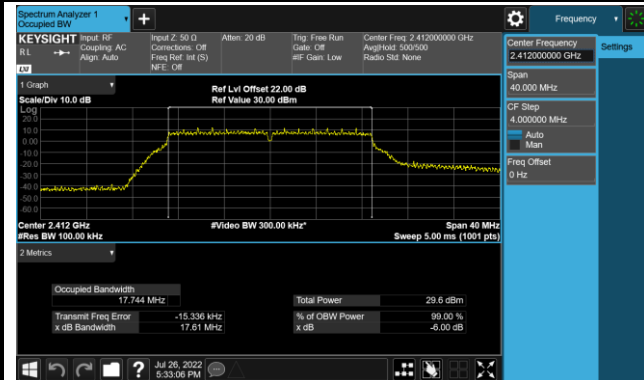 Spectrum Analyzer 1
Occupied BW
Frequency
KEYSIGHT
Input: RF
Coupling: AC
Align: Auto
Input Z: 50 Ω
Corrections: Off
Freq Ref: Int (S)
NFE: Off
Atten: 20 dB
Trig: Free Run
Gate: Off
#IF Gain: Low
Center Freq: 2.412000000 GHz
Avg|Hold: 500/500
Radio Std: None
RL
LXI
Center Frequency
2.412000000 GHz
Settings
Span
40.000 MHz
CF Step
4.000000 MHz
Auto
Man
Freq Offset
0 Hz
1 Graph
Scale/Div 10.0 dB
Ref Lvl Offset 22.00 dB
Ref Value 30.00 dBm
Log
20.0
10.0
0.00
-10.0
-20.0
-30.0
-40.0
-50.0
-60.0
Center 2.412 GHz
#Res BW 100.00 kHz
#Video BW 300.00 kHz*
Span 40 MHz
Sweep 5.00 ms (1001 pts)
2 Metrics
Occupied Bandwidth
17.744 MHz
Total Power 29.6 dBm
Transmit Freq Error -15.336 kHz
% of OBW Power 99.00 %
x dB Bandwidth 17.61 MHz
x dB -6.00 dB
Jul 26, 2022
5:33:06 PM